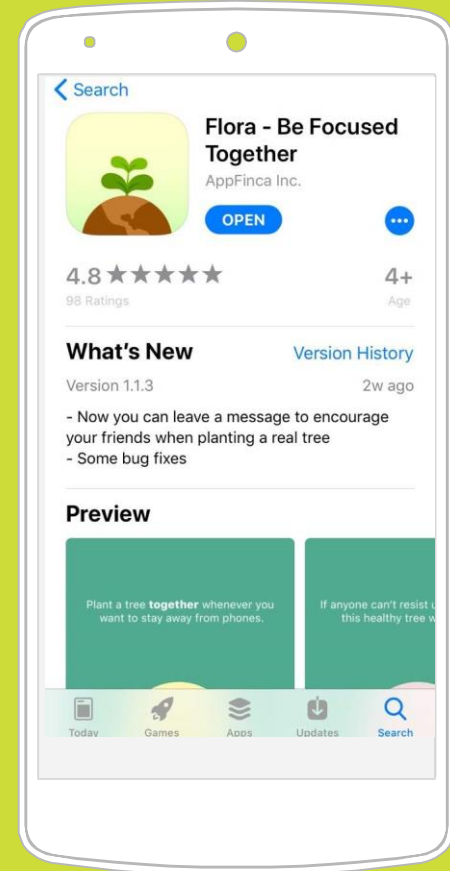 Search
Flora - Be Focused
Together
AppFinca Inc.
OPEN
4.8
4+
98 Ratings
Age
What's New
Version History
Version 1.1.3
2w ago
- Now you can leave a message to encourage
your friends when planting a real tree
- Some bug fixes
Preview
Plant a tree together whenever you
want to stay away from phones.
If anyone can't resist
this healthy tree
Today
Games
Apps
Updates
Search